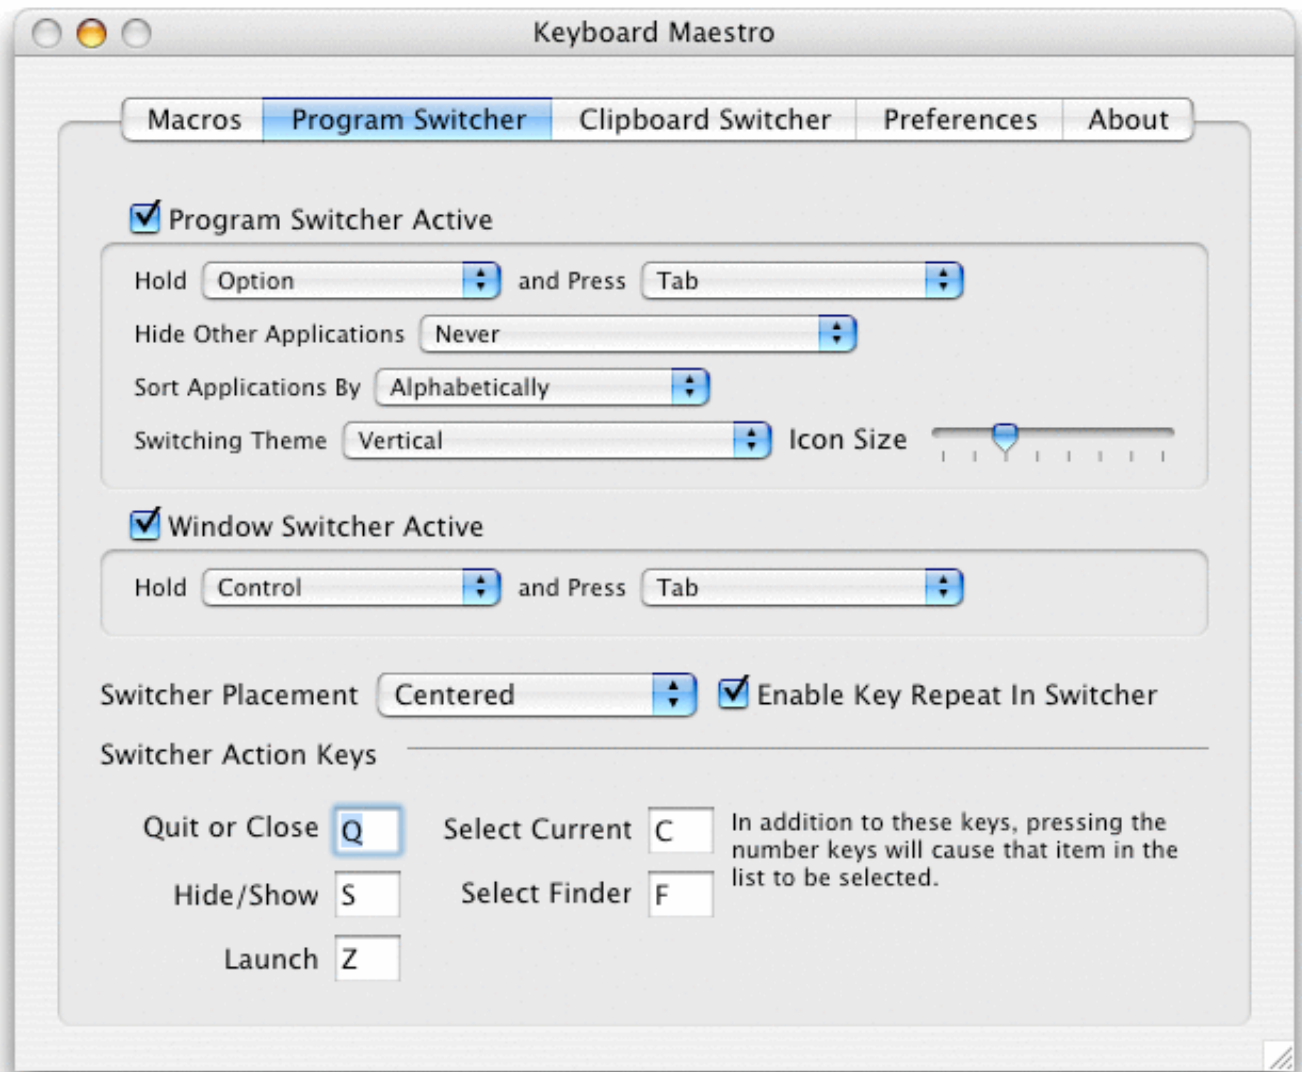 Keyboard Maestro
Macros Program Switcher Clipboard Switcher Preferences About
Program Switcher Active
Hold Option and Press Tab
Hide Other Applications Never
Sort Applications By Alphabetically
Switching Theme Vertical Icon Size
Window Switcher Active
Hold Control and Press Tab
Switcher Placement Centered Enable Key Repeat In Switcher
Switcher Action Keys
Quit or Close Q Select Current C
Hide/Show S Select Finder F
Launch Z
In addition to these keys, pressing the
number keys will cause that item in the
list to be selected.